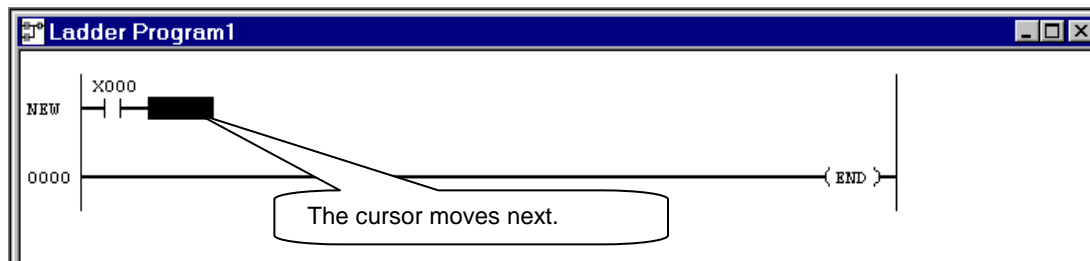 Ladder Program1
X000
NEW
0000 ( END )
The cursor moves next.